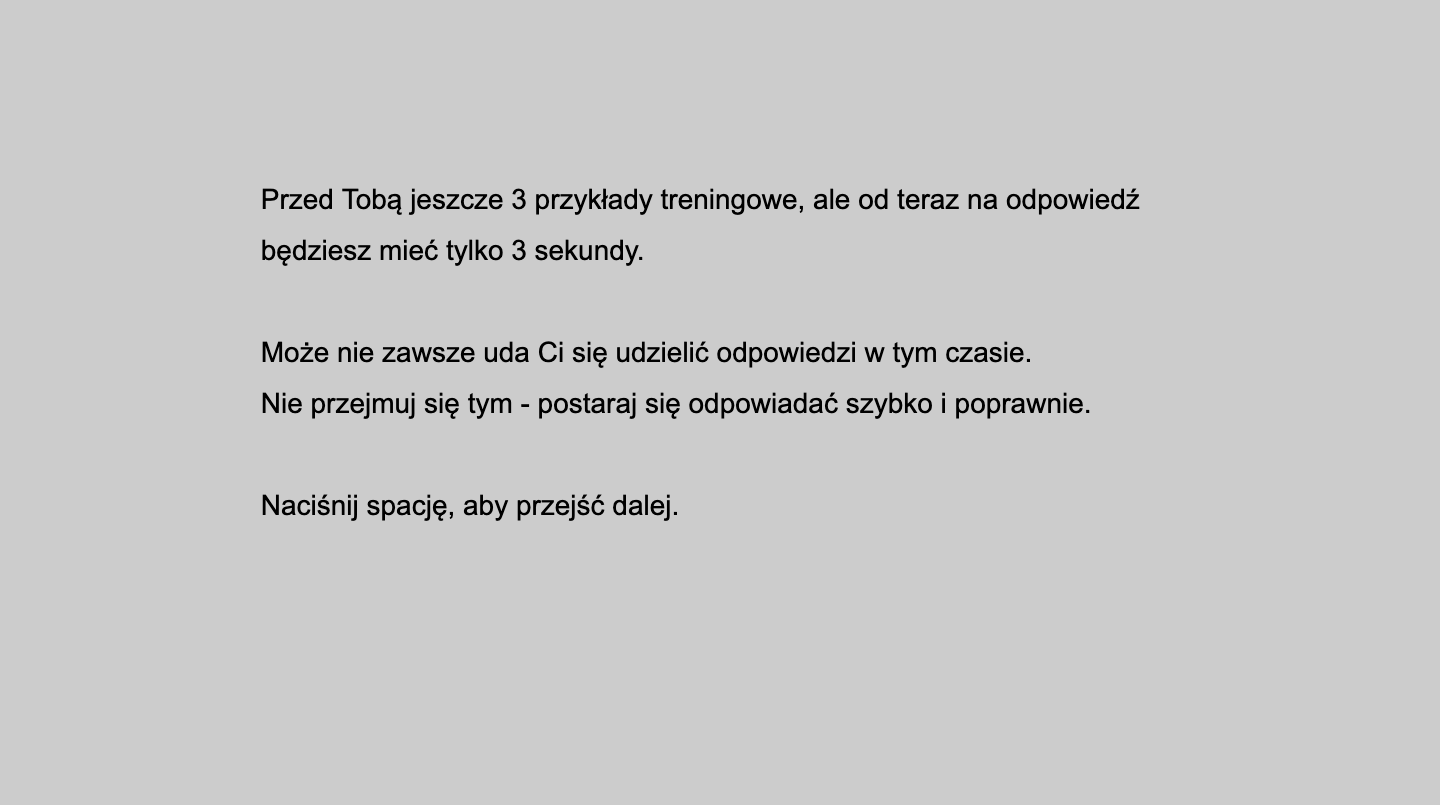 Przed Tobą jeszcze 3 przykłady treningowe, ale od teraz na odpowiedź
będziesz mieć tylko 3 sekundy.
Może nie zawsze uda Ci się udzielić odpowiedzi w tym czasie.
Nie przejmuj się tym - postaraj się odpowiadać szybko i poprawnie.
Naciśnij spację, aby przejść dalej.